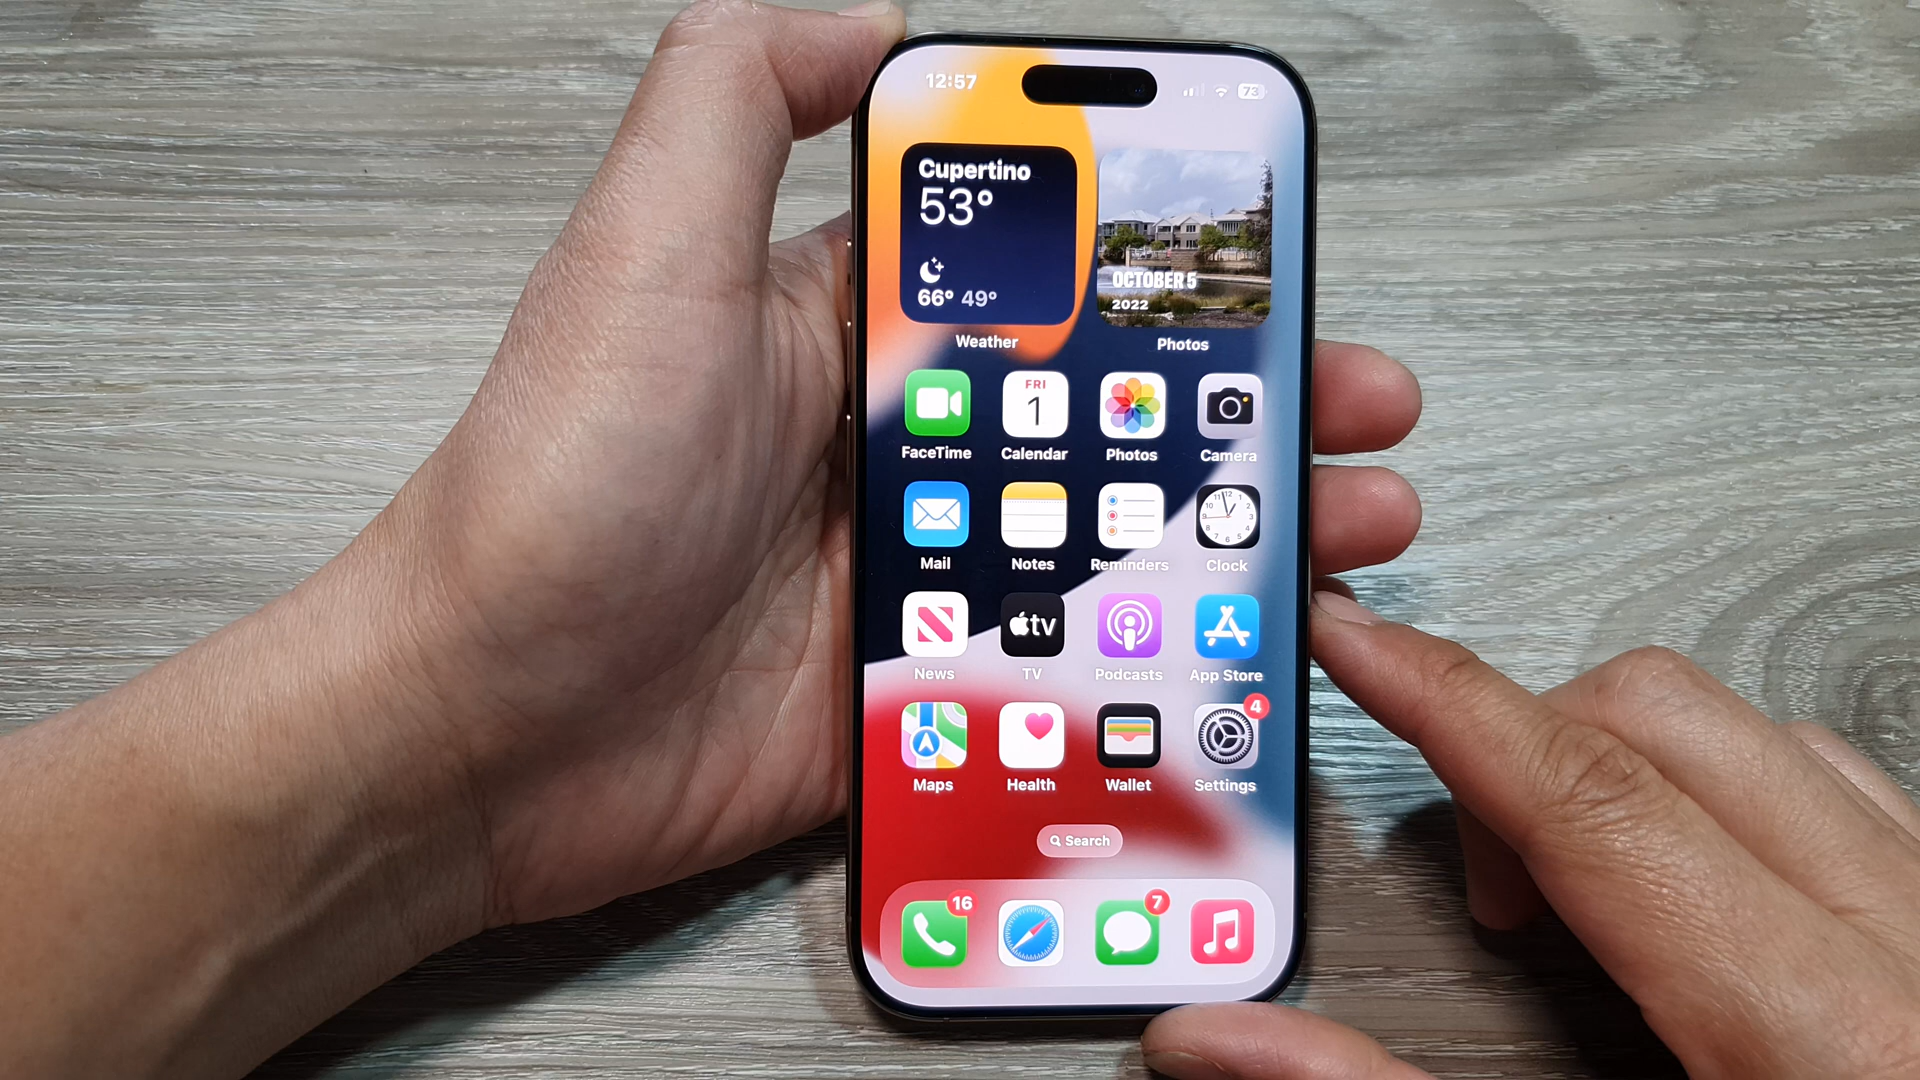 12:57
73
Cupertino
53°
66° 49°
Weather
OCTOBER 5
2022
Photos
FaceTime
FRI
1
Calendar
Photos
Camera
Mail
Notes
Reminders
Clock
News
tv
TV
Podcasts
App Store
Maps
Health
Wallet
4
Settings
Search
16
7